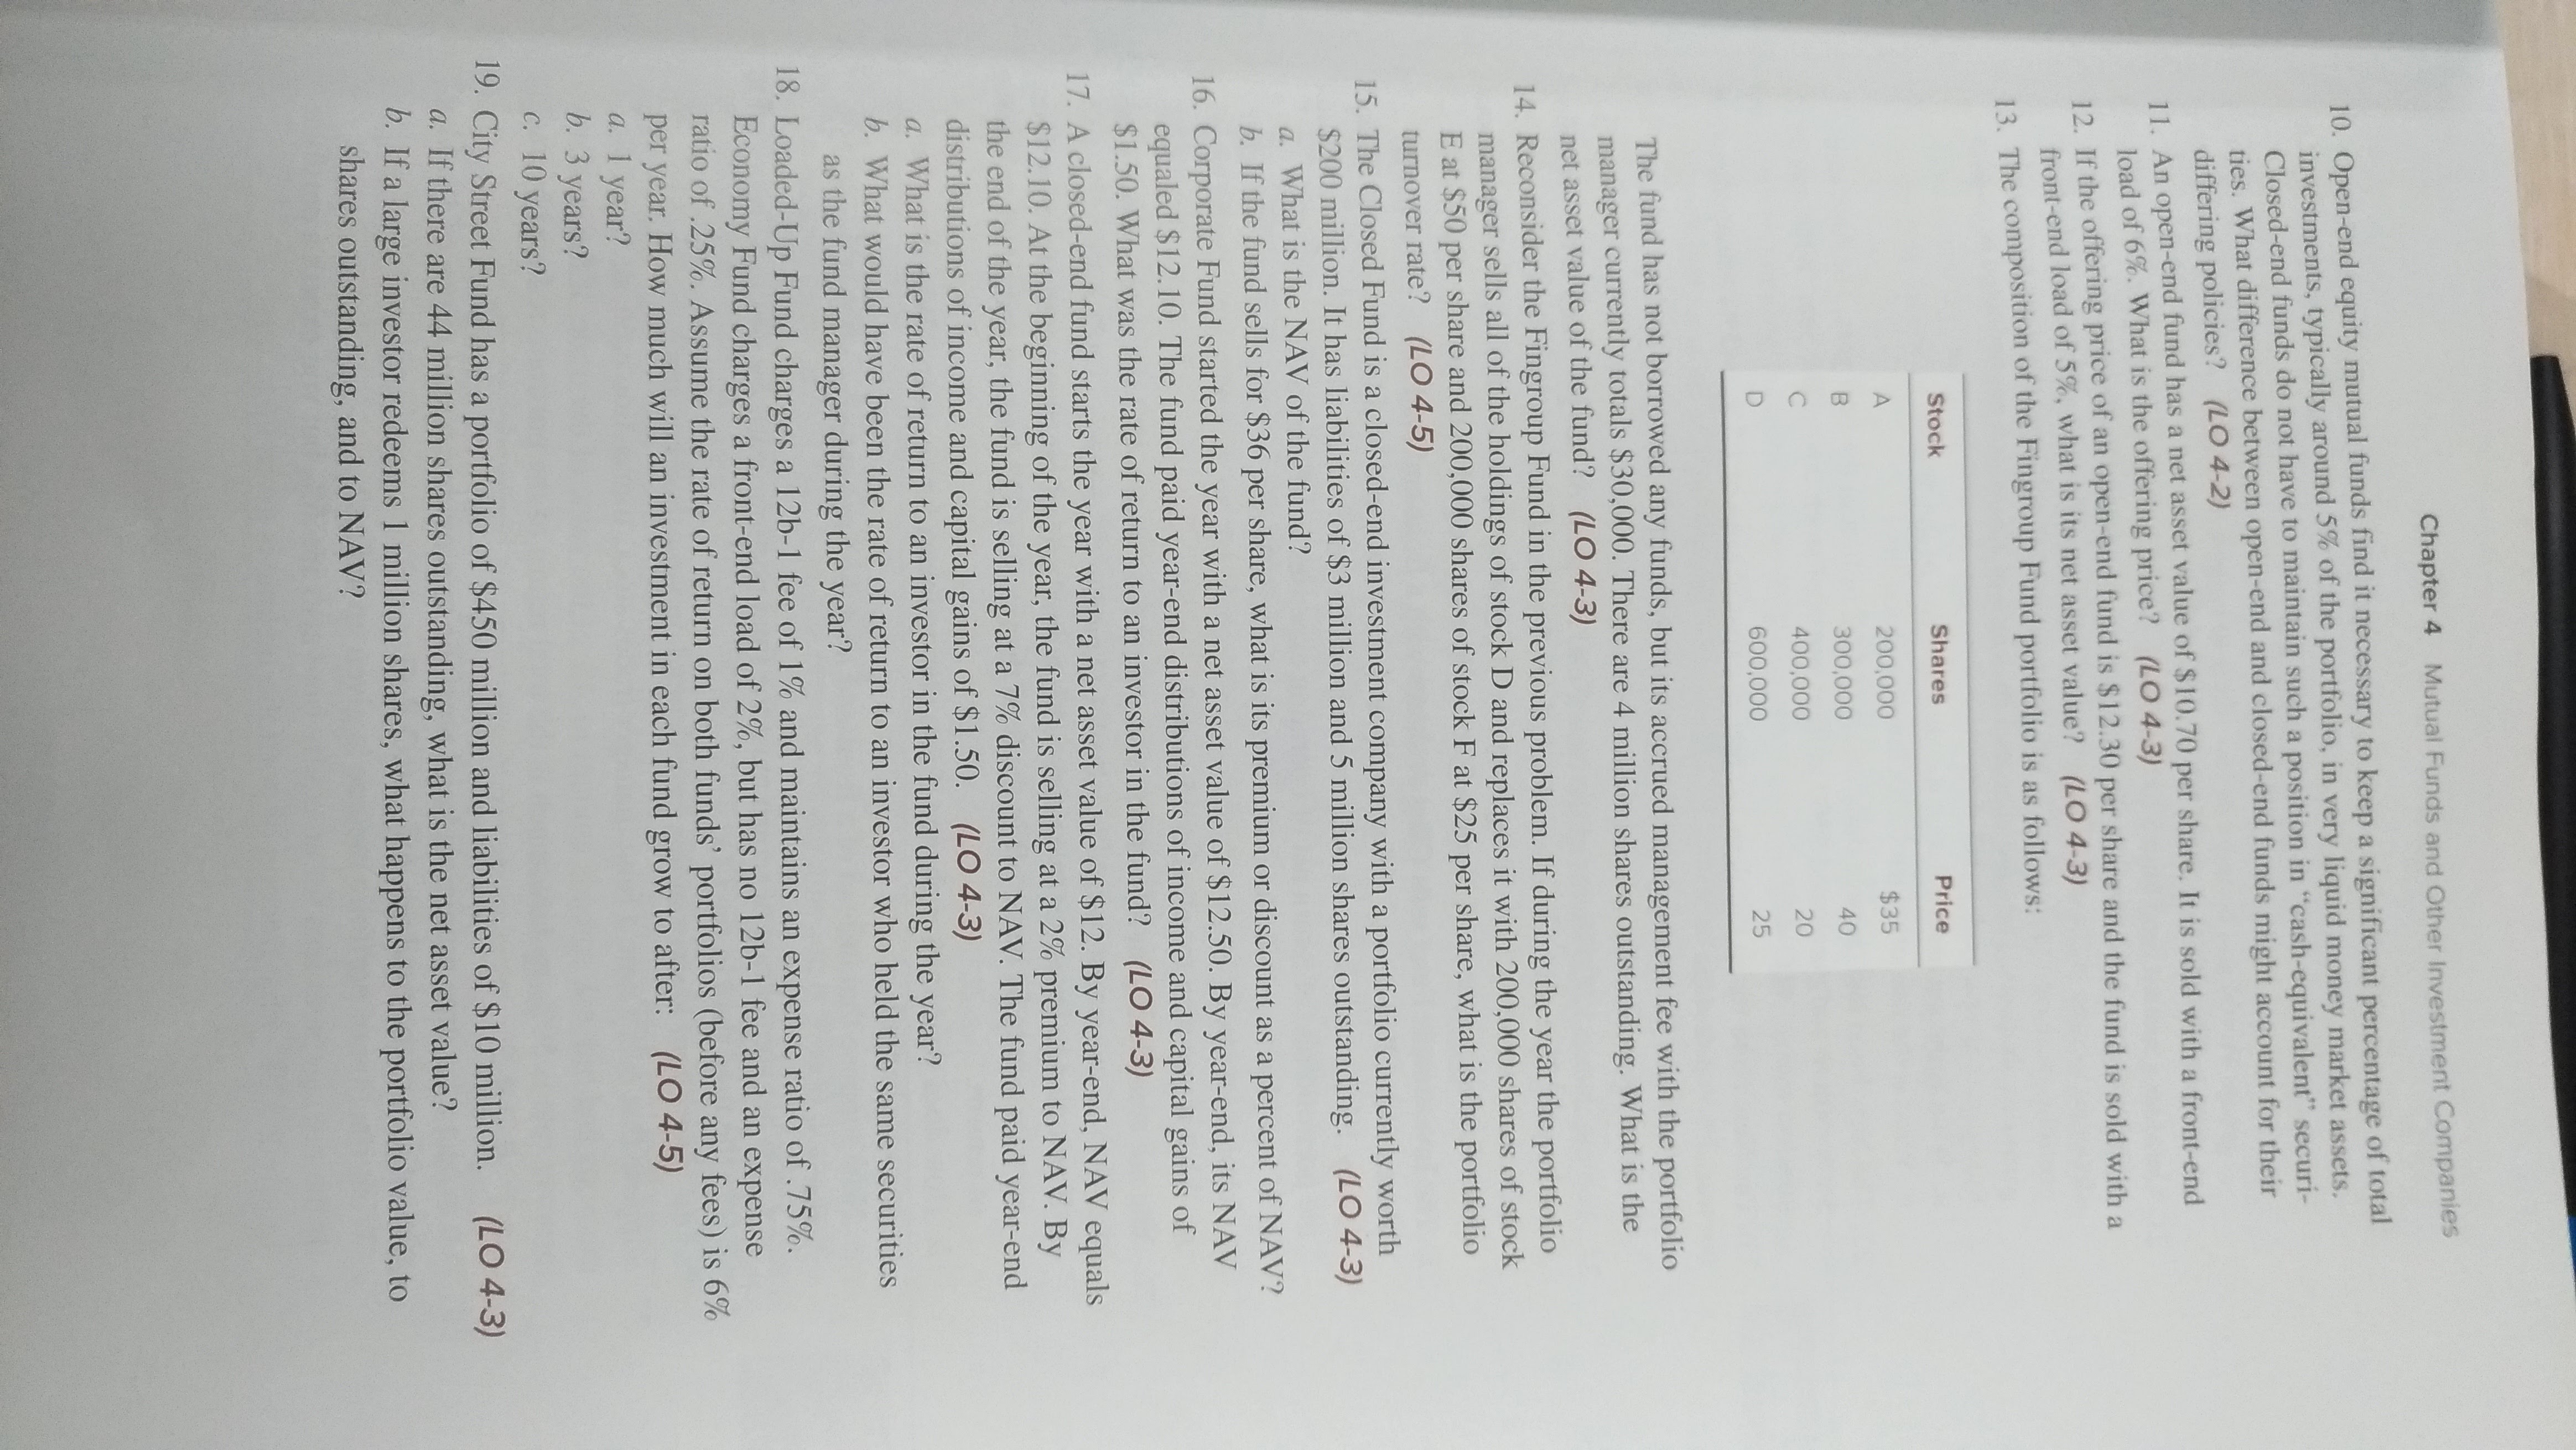 Chapter 4 Mutual Funds and Other Investment Companies
10. Open-end equity mutual funds find it necessary to keep a significant percentage of total
investments, typically around 5% of the portfolio, in very liquid money market assets.
Closed-end funds do not have to maintain such a position in “cash-equivalent” securi-
ties. What difference between open-end and closed-end funds might account for their
differing policies? (LO 4-2)
11. An open-end fund has a net asset value of $10.70 per share. It is sold with a front-end
load of 6%. What is the offering price? (LO 4-3)
12. If the offering price of an open-end fund is $12.30 per share and the fund is sold with a
front-end load of 5%, what is its net asset value? (LO 4-3)
13. The composition of the Fingroup Fund portfolio is as follows:
Stock Shares Price
A 200,000 $35
B 300,000 40
C 400,000 20
D 600,000 25
The fund has not borrowed any funds, but its accrued management fee with the portfolio
manager currently totals $30,000. There are 4 million shares outstanding. What is the
net asset value of the fund? (LO 4-3)
14. Reconsider the Fingroup Fund in the previous problem. If during the year the portfolio
manager sells all of the holdings of stock D and replaces it with 200,000 shares of stock
E at $50 per share and 200,000 shares of stock F at $25 per share, what is the portfolio
turnover rate? (LO 4-5)
15. The Closed Fund is a closed-end investment company with a portfolio currently worth
$200 million. It has liabilities of $3 million and 5 million shares outstanding. (LO 4-3)
a. What is the NAV of the fund?
b. If the fund sells for $36 per share, what is its premium or discount as a percent of NAV?
16. Corporate Fund started the year with a net asset value of $12.50. By year-end, its NAV
equaled $12.10. The fund paid year-end distributions of income and capital gains of
$1.50. What was the rate of return to an investor in the fund? (LO 4-3)
17. A closed-end fund starts the year with a net asset value of $12. By year-end, NAV equals
$12.10. At the beginning of the year, the fund is selling at a 2% premium to NAV. By
the end of the year, the fund is selling at a 7% discount to NAV. The fund paid year-end
distributions of income and capital gains of $1.50. (LO 4-3)
a. What is the rate of return to an investor in the fund during the year?
b. What would have been the rate of return to an investor who held the same securities
as the fund manager during the year?
18. Loaded-Up Fund charges a 12b-1 fee of 1% and maintains an expense ratio of .75%.
Economy Fund charges a front-end load of 2%, but has no 12b-1 fee and an expense
ratio of .25%. Assume the rate of return on both funds’ portfolios (before any fees) is 6%
per year. How much will an investment in each fund grow to after: (LO 4-5)
a. 1 year?
b. 3 years?
c. 10 years?
19. City Street Fund has a portfolio of $450 million and liabilities of $10 million. (LO 4-3)
a. If there are 44 million shares outstanding, what is the net asset value?
b. If a large investor redeems 1 million shares, what happens to the portfolio value, to
shares outstanding, and to NAV?